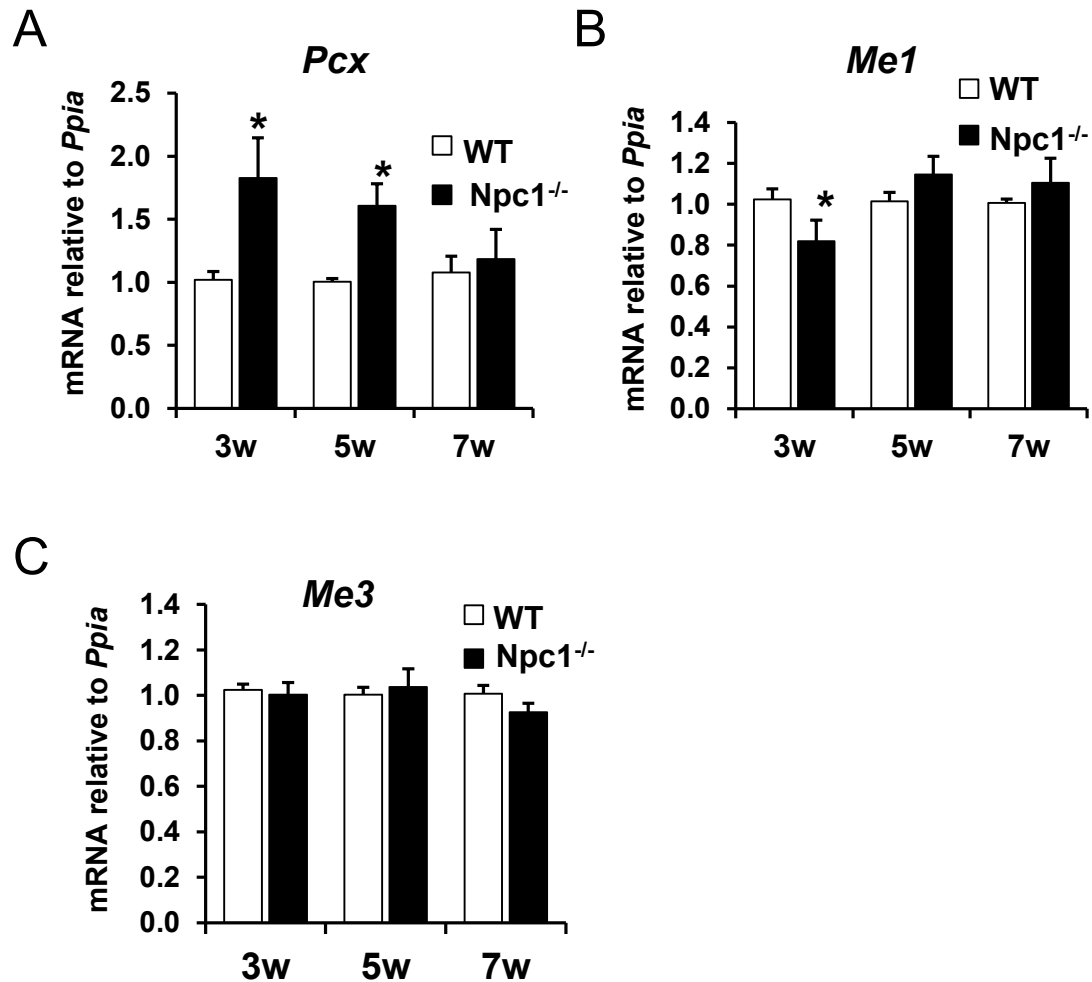 A
Pcx
mRNA relative to Ppia
2.5
2.0
1.5
1.0
0.5
0.0
*
*
WT
Npc1-/-
3w 5w 7w
B
Me1
mRNA relative to Ppia
1.4
1.2
1.0
0.8
0.6
0.4
0.2
0.0
*
WT
Npc1-/-
3w 5w 7w
C
Me3
mRNA relative to Ppia
1.4
1.2
1.0
0.8
0.6
0.4
0.2
0.0
WT
Npc1-/-
3w 5w 7w